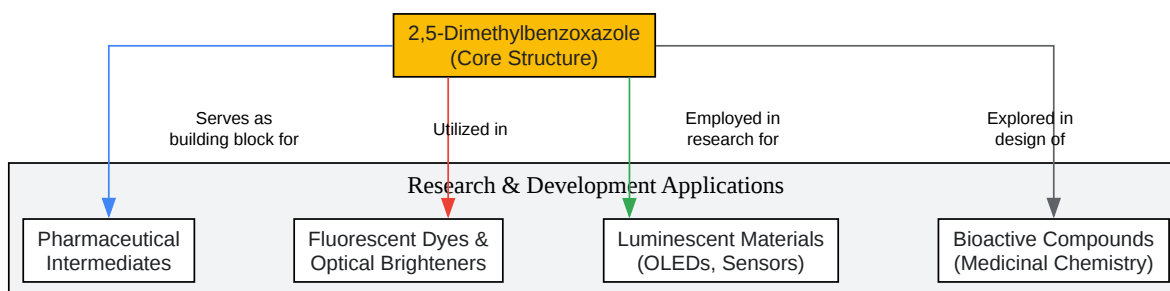 2,5-Dimethylbenzoxazole
(Core Structure)
Serves as
building block for
Utilized in
Employed in
research for
Explored in
design of
Research & Development Applications
Pharmaceutical
Intermediates
Fluorescent Dyes &
Optical Brighteners
Luminescent Materials
(OLEDs, Sensors)
Bioactive Compounds
(Medicinal Chemistry)